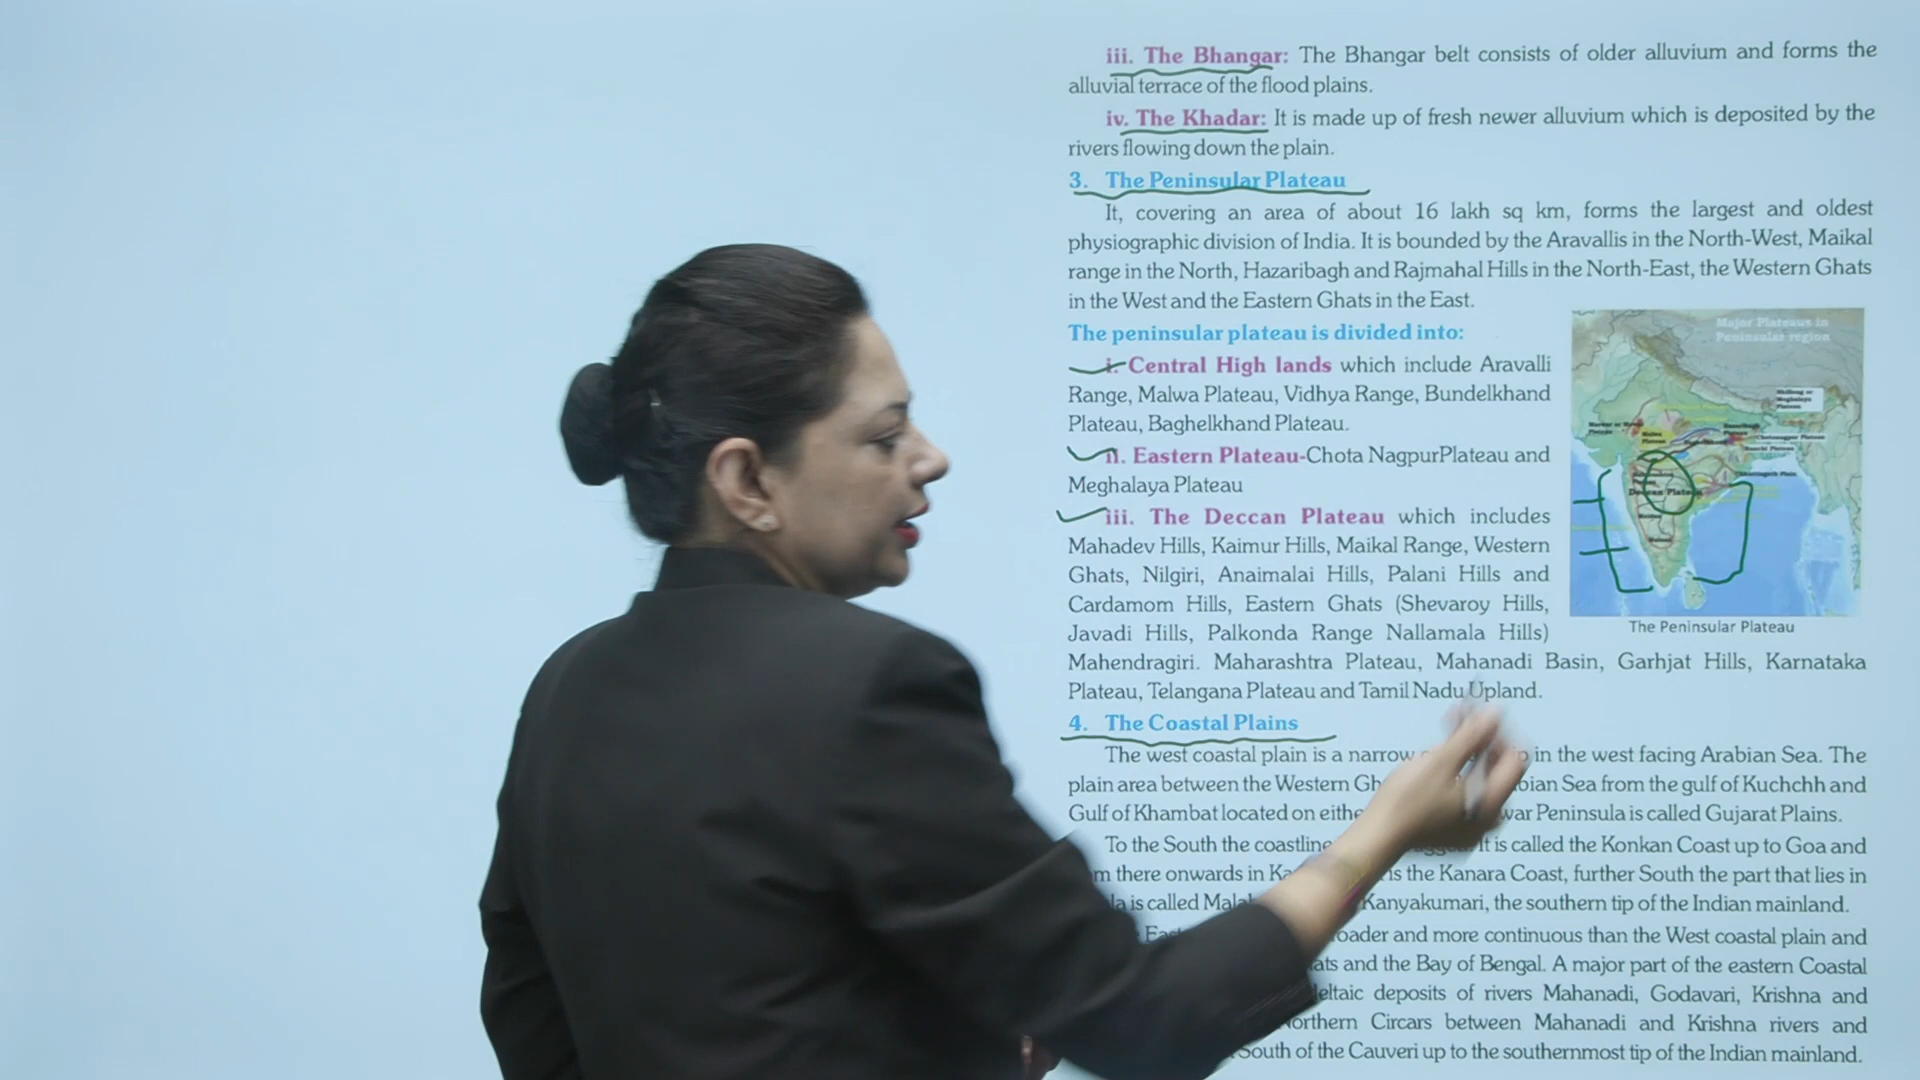 iii. The Bhangar: The Bhangar belt consists of older alluvium and forms the
alluvial terrace of the flood plains.
iv. The Khadar: It is made up of fresh newer alluvium which is deposited by the
rivers flowing down the plain.
3. The Peninsular Plateau
It, covering an area of about 16 lakh sq km, forms the largest and oldest
physiographic division of India. It is bounded by the Aravallis in the North-West, Maikal
range in the North, Hazaribagh and Rajmahal Hills in the North-East, the Western Ghats
in the West and the Eastern Ghats in the East.
The peninsular plateau is divided into:
i. Central High lands which include Aravalli
Range, Malwa Plateau, Vidhya Range, Bundelkhand
Plateau, Baghelkhand Plateau.
ii. Eastern Plateau-Chota NagpurPlateau and
Meghalaya Plateau
iii. The Deccan Plateau which includes
Mahadev Hills, Kaimur Hills, Maikal Range, Western
Ghats, Nilgiri, Anaimalai Hills, Palani Hills and
Cardamom Hills, Eastern Ghats (Shevaroy Hills,
Javadi Hills, Palkonda Range Nallamala Hills)
Mahendragiri. Maharashtra Plateau, Mahanadi Basin, Garhjat Hills, Karnataka
Plateau, Telangana Plateau and Tamil Nadu Upland.
Major Plateaus in
Peninsular region
Shillong or
Meghalaya
Plateau
Deccan Plateau
The Peninsular Plateau
4. The Coastal Plains
The west coastal plain is a narrow in the west facing Arabian Sea. The
plain area between the Western Sea from the gulf of Kuchchh and
Gulf of Khambat located on Peninsula is called Gujarat Plains.
To the South the coastline It is called the Konkan Coast up to Goa and
there onwards in the Kanara Coast, further South the part that lies in
is called Kanyakumari, the southern tip of the Indian mainland.
and more continuous than the West coastal plain and
and the Bay of Bengal. A major part of the eastern Coastal
deposits of rivers Mahanadi, Godavari, Krishna and
Circars between Mahanadi and Krishna rivers and
South of the Cauveri up to the southernmost tip of the Indian mainland.